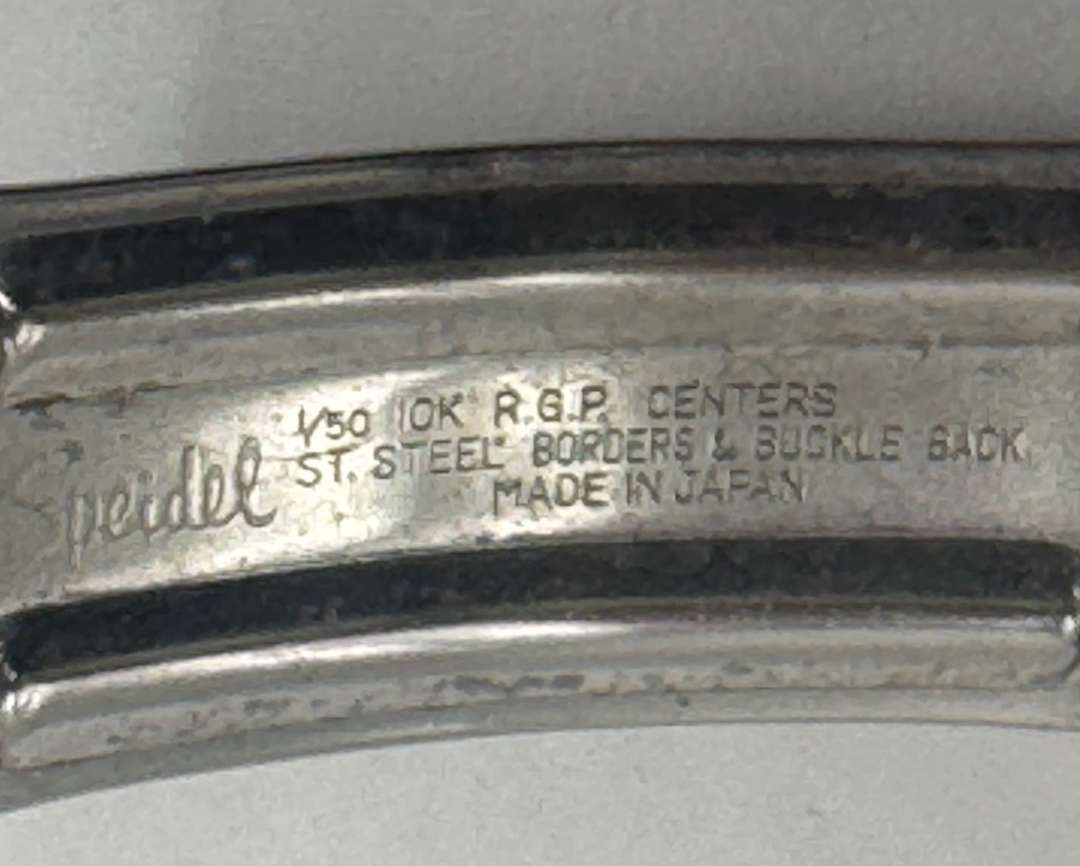 Speidel
1/50 10K R.G.P. CENTERS
ST. STEEL BORDERS & BUCKLE BACK
MADE IN JAPAN